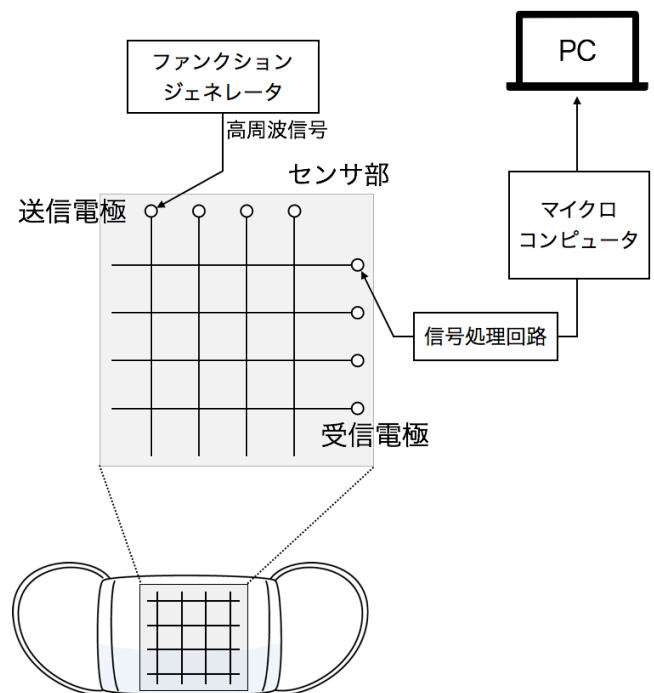 ファンクション
ジェネレータ
PC
高周波信号
センサ部
送信電極
マイクロ
コンピュータ
信号処理回路
受信電極